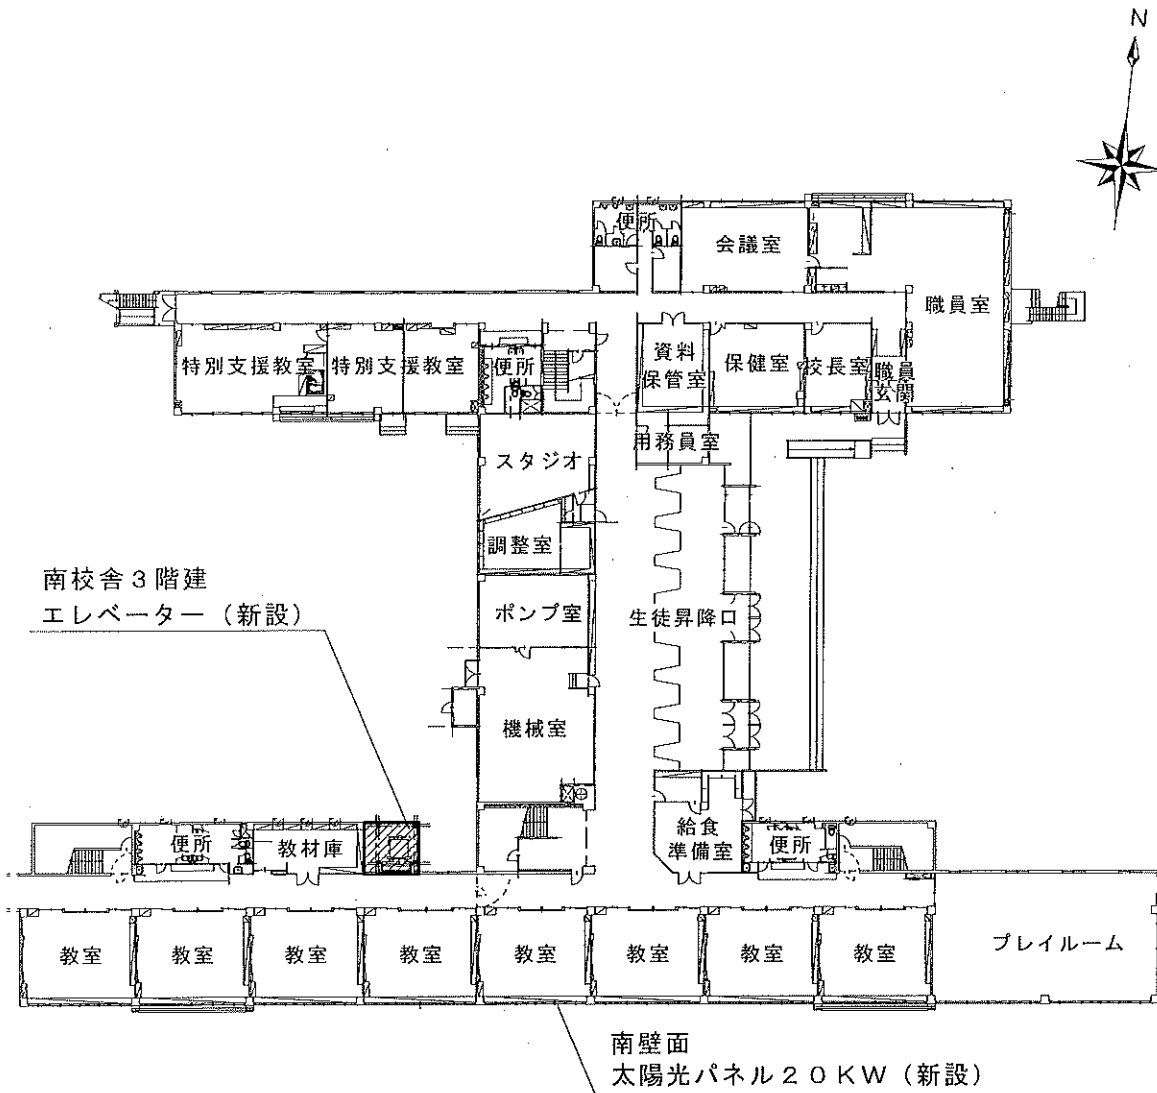 N
便所
会議室
職員室
特別支援教室
特別支援教室
便所
資料
保管室
保健室
校長室
職員
玄関
用務員室
スタジオ
調整室
南校舎3階建
エレベーター（新設）
ポンプ室
生徒昇降口
機械室
便所
教材庫
給食
準備室
便所
教室
教室
教室
教室
教室
教室
教室
教室
プレイルーム
南壁面
太陽光パネル20KW（新設）